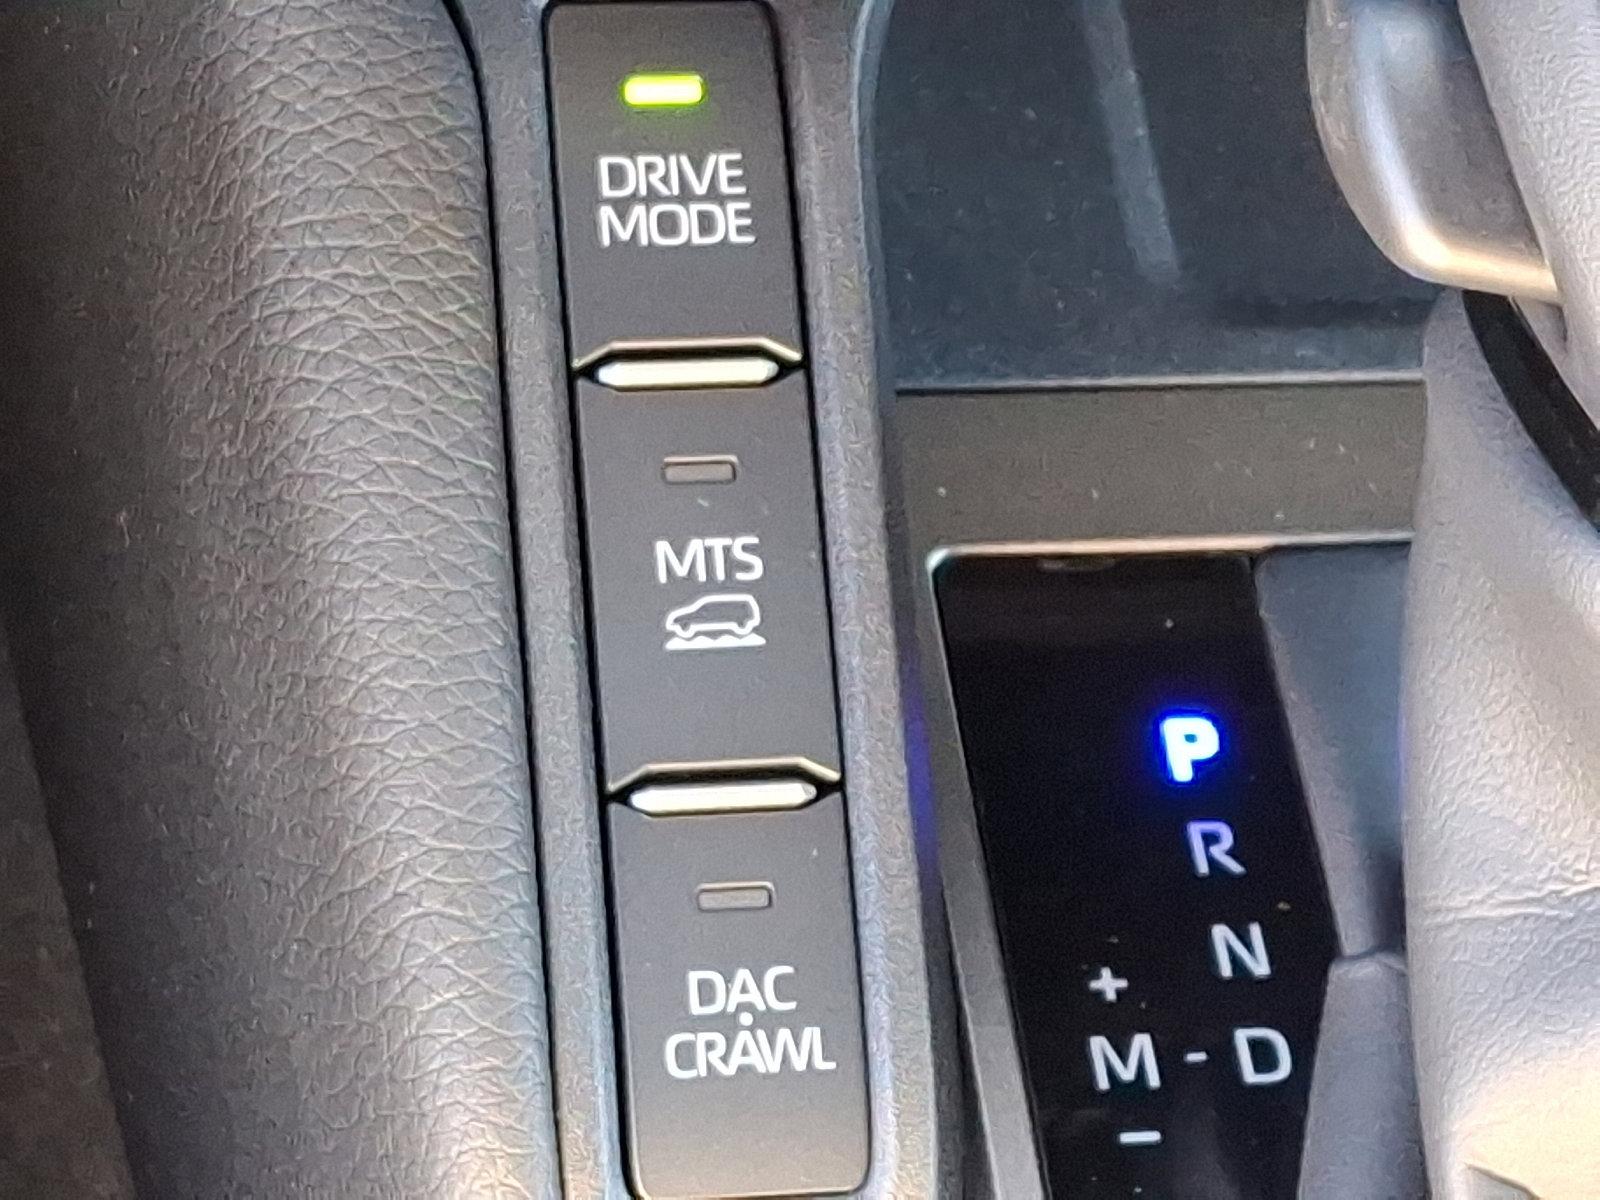 DRIVE
MODE
MTS
DAC
·
CRAWL
P
R
N
+
M - D
-